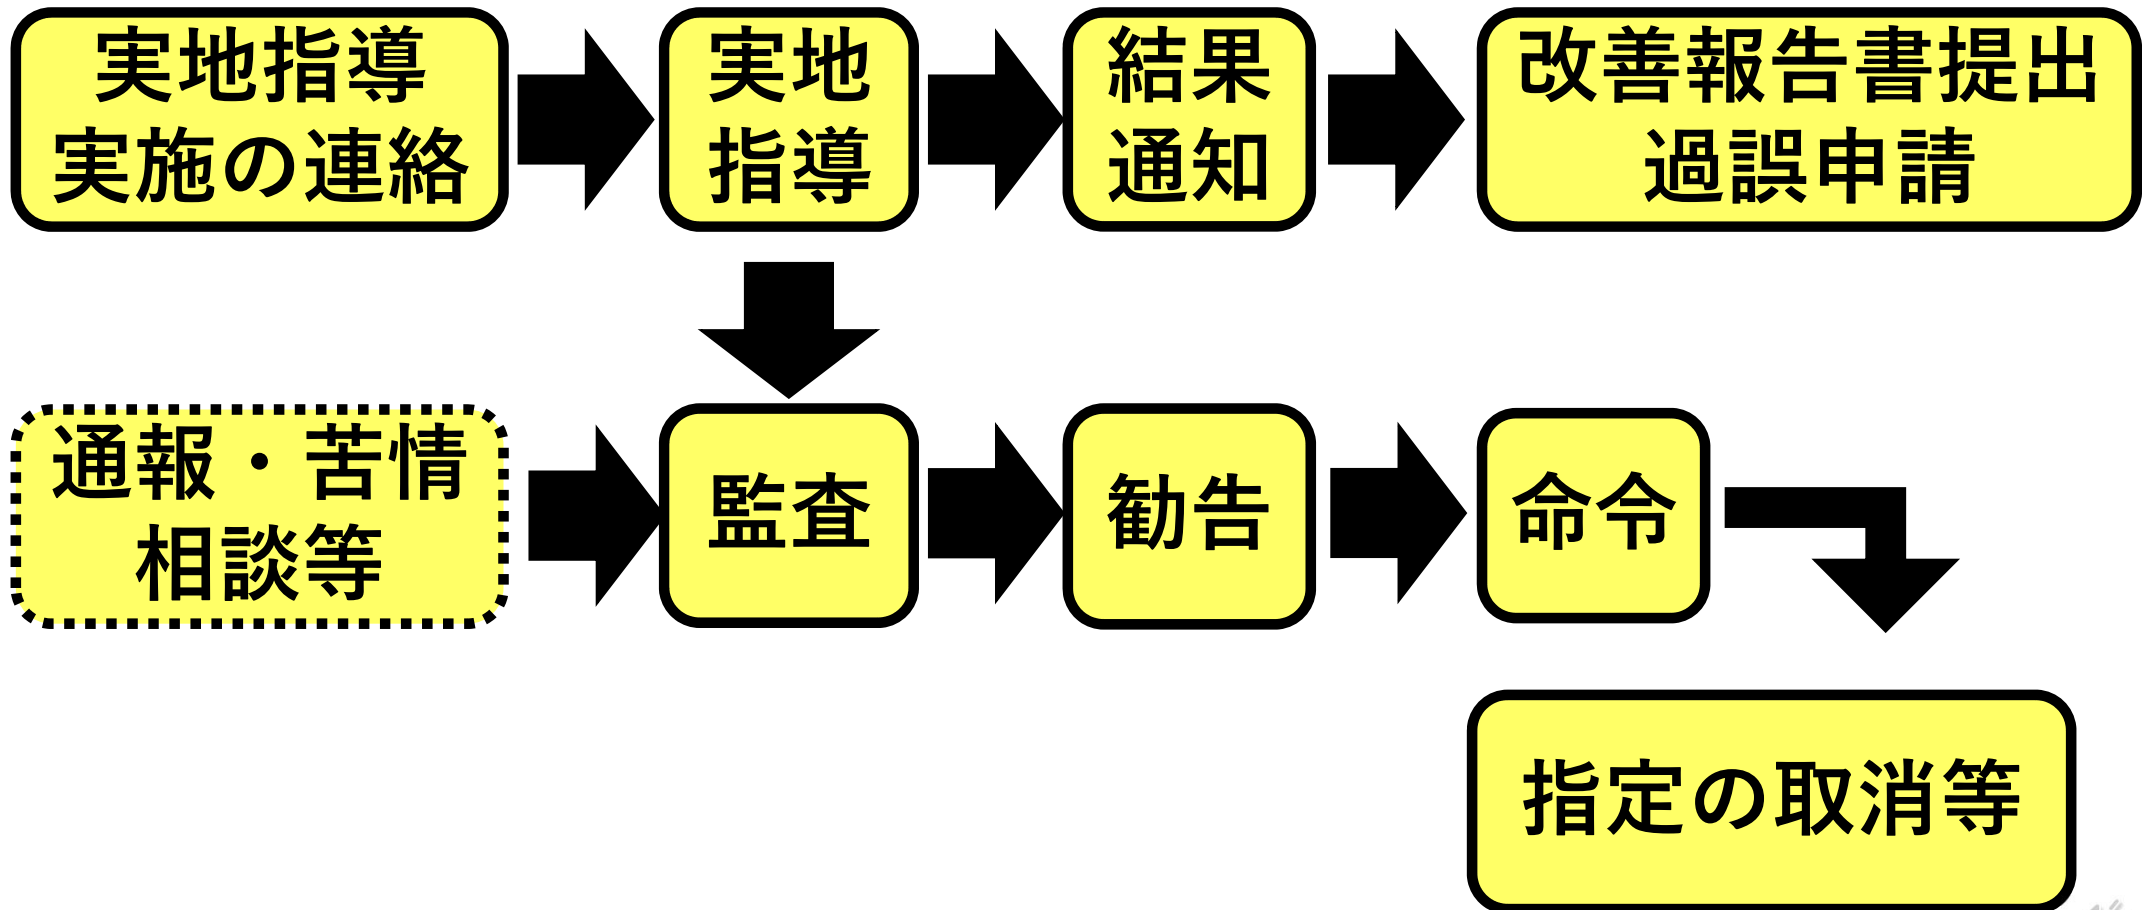 実地指導
実施の連絡
実地
指導
結果
通知
改善報告書提出
過誤申請
通報・苦情
相談等
監査
勧告
命令
指定の取消等